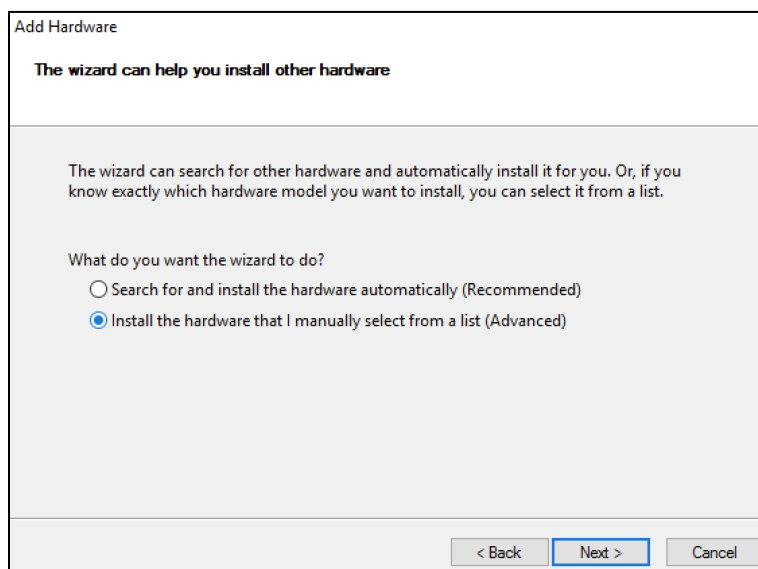 Add Hardware
The wizard can help you install other hardware
The wizard can search for other hardware and automatically install it for you. Or, if you
know exactly which hardware model you want to install, you can select it from a list.
What do you want the wizard to do?
Search for and install the hardware automatically (Recommended)
Install the hardware that I manually select from a list (Advanced)
< Back
Next >
Cancel